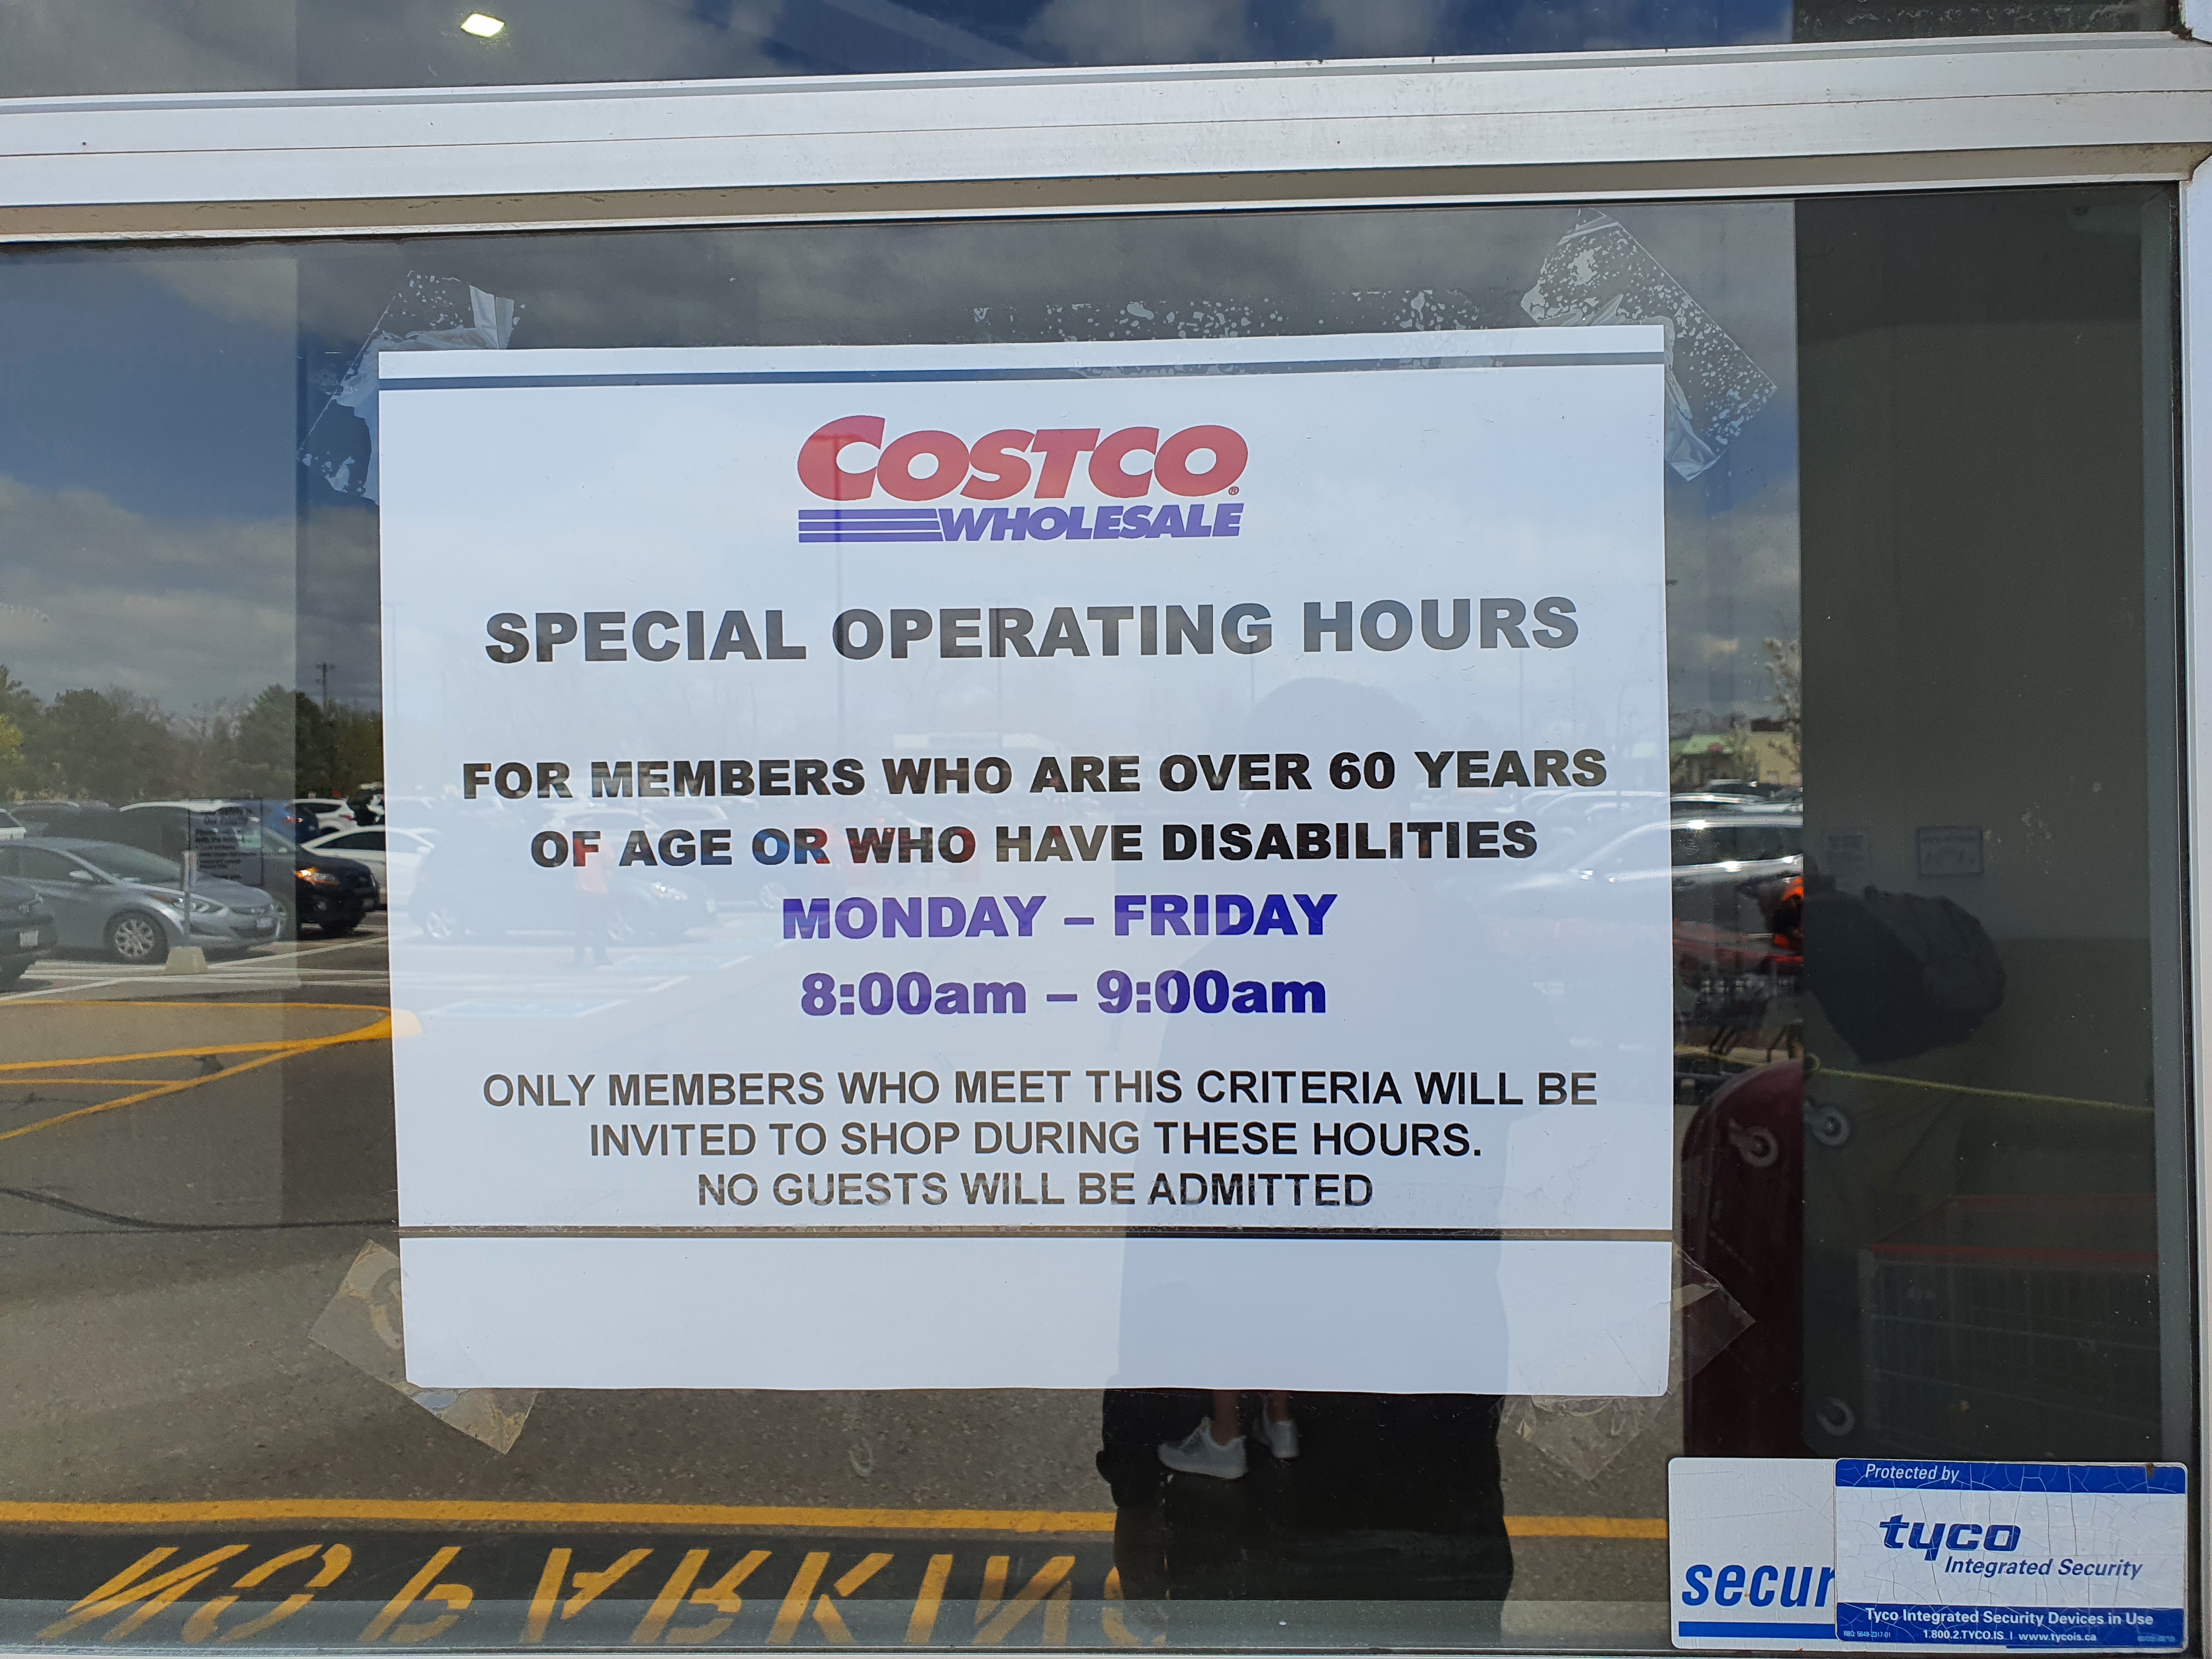 COSTCO
WHOLESALE
SPECIAL OPERATING HOURS
FOR MEMBERS WHO ARE OVER 60 YEARS
OF AGE OR WHO HAVE DISABILITIES
MONDAY – FRIDAY
8:00am – 9:00am
ONLY MEMBERS WHO MEET THIS CRITERIA WILL BE
INVITED TO SHOP DURING THESE HOURS.
NO GUESTS WILL BE ADMITTED
NO PARKING
secur
Protected by
tyco
Integrated Security
Tyco Integrated Security Devices in Use
1.800.2.TYCO.IS | www.tycois.ca